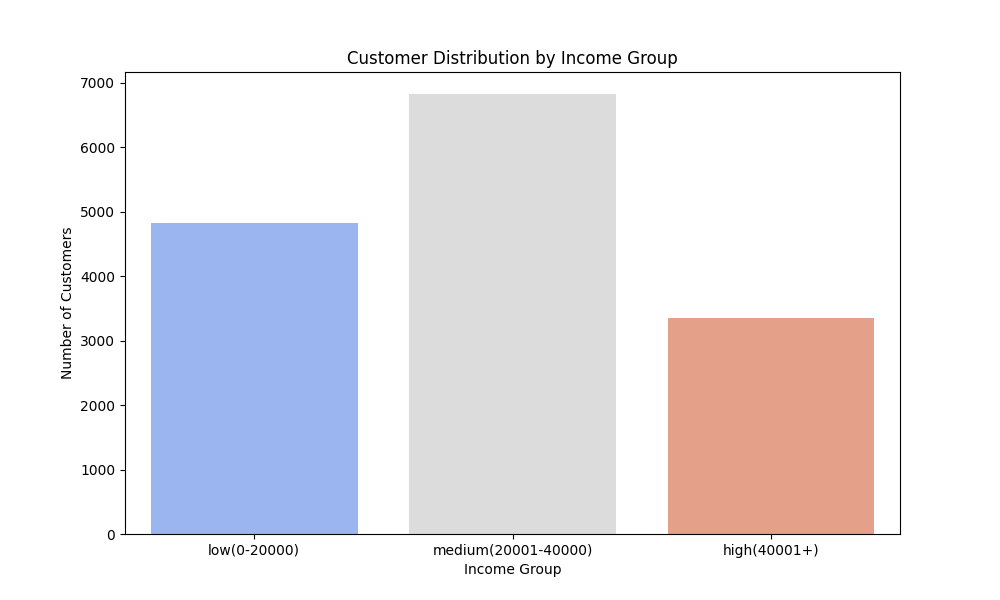 Customer Distribution by Income Group
7000
6000
5000
4000
3000
2000
1000
0
Number of Customers
low(0-20000)
medium(20001-40000)
high(40001+)
Income Group